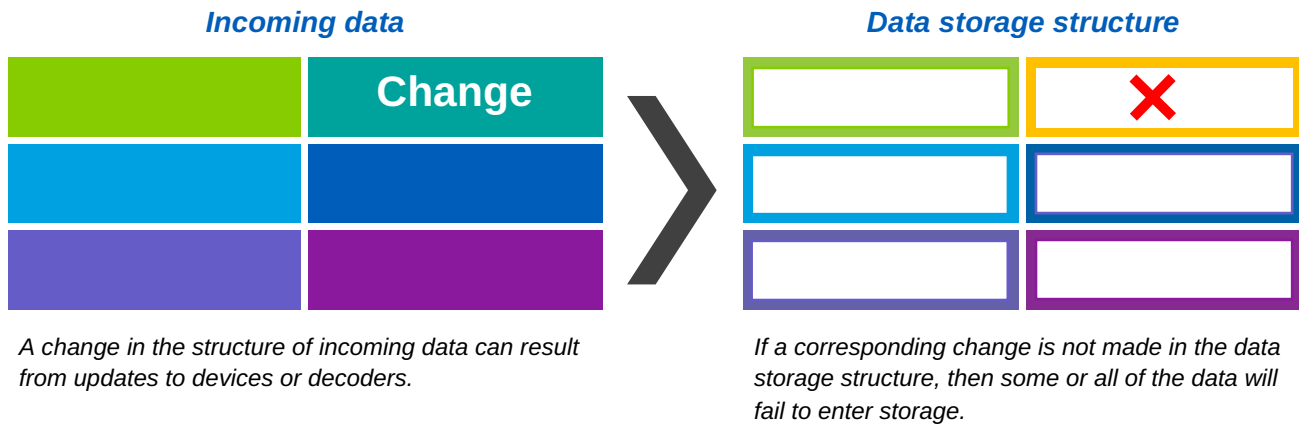 Incoming data
Data storage structure
Change
A change in the structure of incoming data can result
from updates to devices or decoders.
If a corresponding change is not made in the data
storage structure, then some or all of the data will
fail to enter storage.